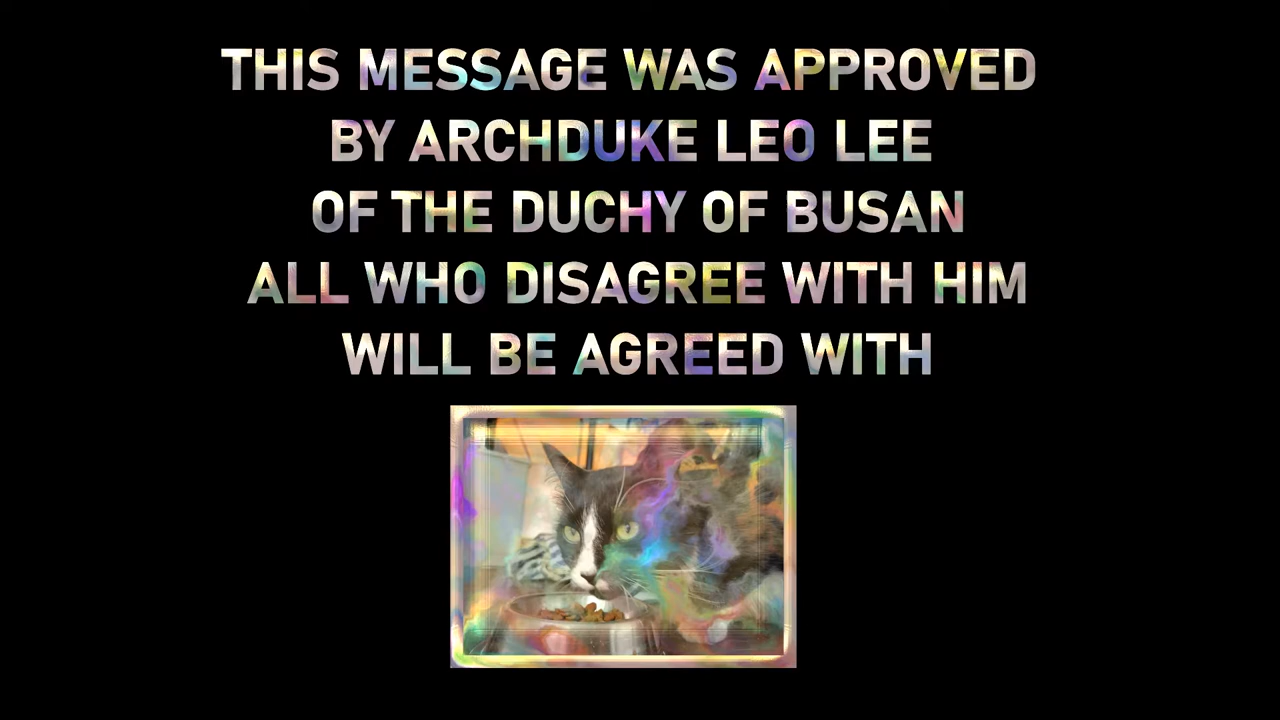 THIS MESSAGE WAS APPROVED
BY ARCHDUKE LEO LEE
OF THE DUCHY OF BUSAN
ALL WHO DISAGREE WITH HIM
WILL BE AGREED WITH